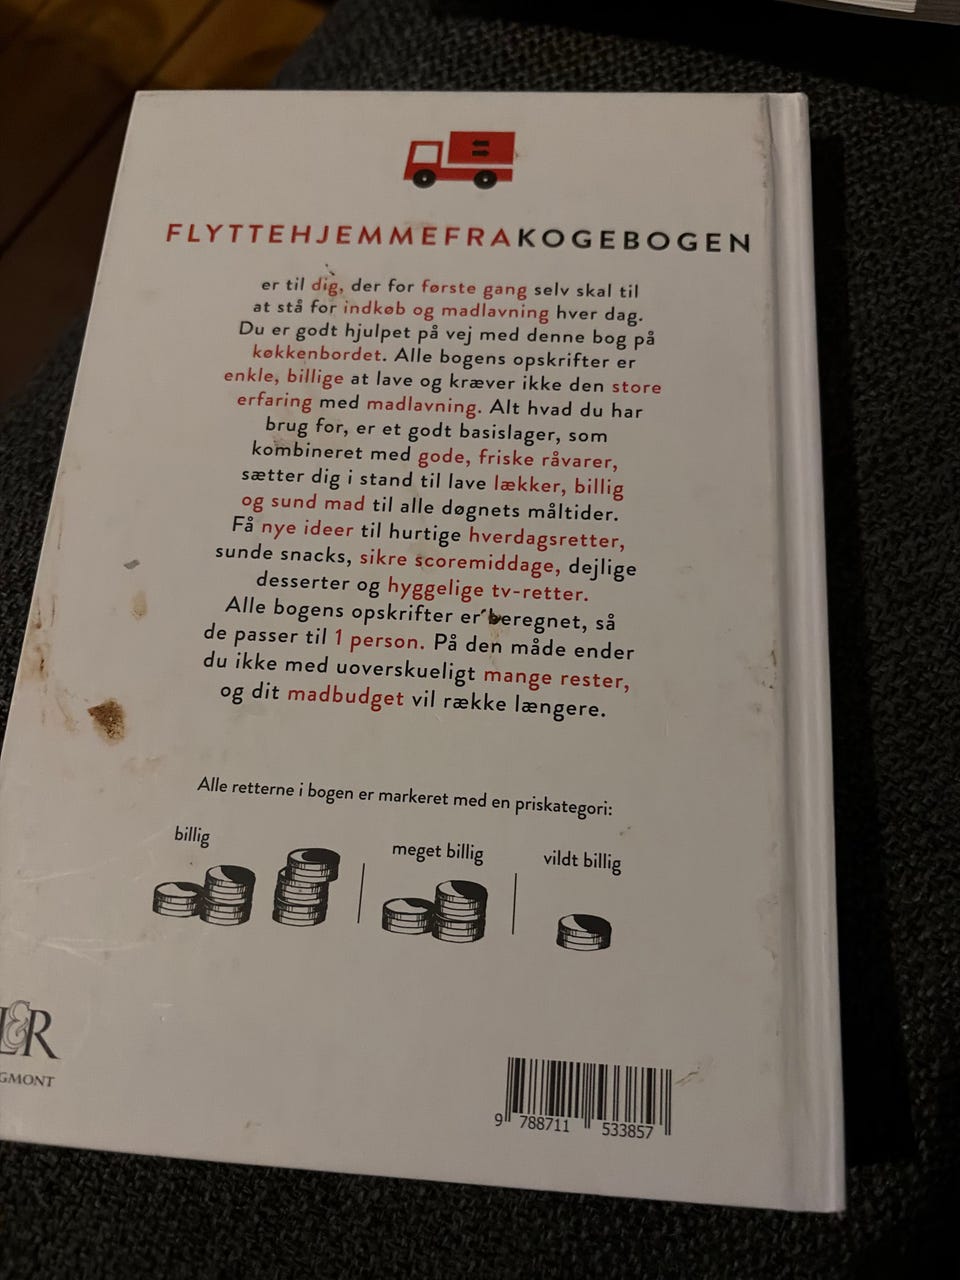 FLYTTEHJEMMEFRAKOGEBOGEN
er til dig, der for første gang selv skal til
at stå for indkøb og madlavning hver dag.
Du er godt hjulpet på vej med denne bog på
køkkenbordet. Alle bogens opskrifter er
enkle, billige at lave og kræver ikke den store
erfaring med madlavning. Alt hvad du har
brug for, er et godt basislager, som
kombineret med gode, friske råvarer,
sætter dig i stand til lave lækker, billig
og sund mad til alle døgnets måltider.
Få nye ideer til hurtige hverdagsretter,
sunde snacks, sikre scoremiddage, dejlige
desserter og hyggelige tv-retter.
Alle bogens opskrifter er beregnet, så
de passer til 1 person. På den måde ender
du ikke med uoverskueligt mange rester,
og dit madbudget vil række længere.
Alle retterne i bogen er markeret med en priskategori:
billig
meget billig
vildt billig
L&R
GMONT
9 788711 533857